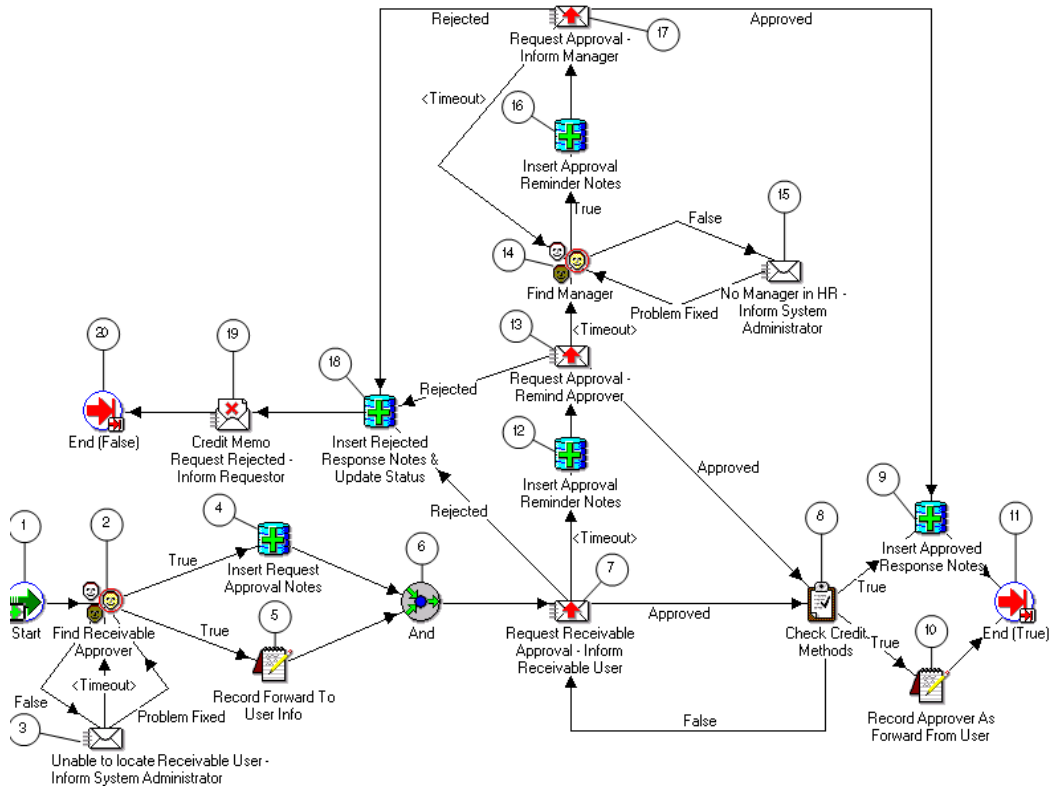 Rejected
17
Approved
Request Approval -
Inform Manager
<Timeout>
16
Insert Approval
Reminder Notes
True
False
15
14
Find Manager
No Manager in HR -
Inform System
Administrator
Problem Fixed
<Timeout>
13
Request Approval -
Remind Approver
Rejected
20
19
18
End (False)
Credit Memo
Request Rejected -
Inform Requestor
Insert Rejected
Response Notes &
Update Status
12
Insert Approval
Reminder Notes
Approved
Rejected
<Timeout>
1
2
4
6
7
8
9
11
Start
Find Receivable
Approver
True
Insert Request
Approval Notes
True
5
Record Forward To
User Info
And
Request Receivable
Approval - Inform
Receivable User
Approved
Check Credit
Methods
True
Insert Approved
Response Notes
True
10
End (True)
Record Approver As
Forward From User
False
False
<Timeout>
Problem Fixed
3
Unable to locate Receivable User -
Inform System Administrator